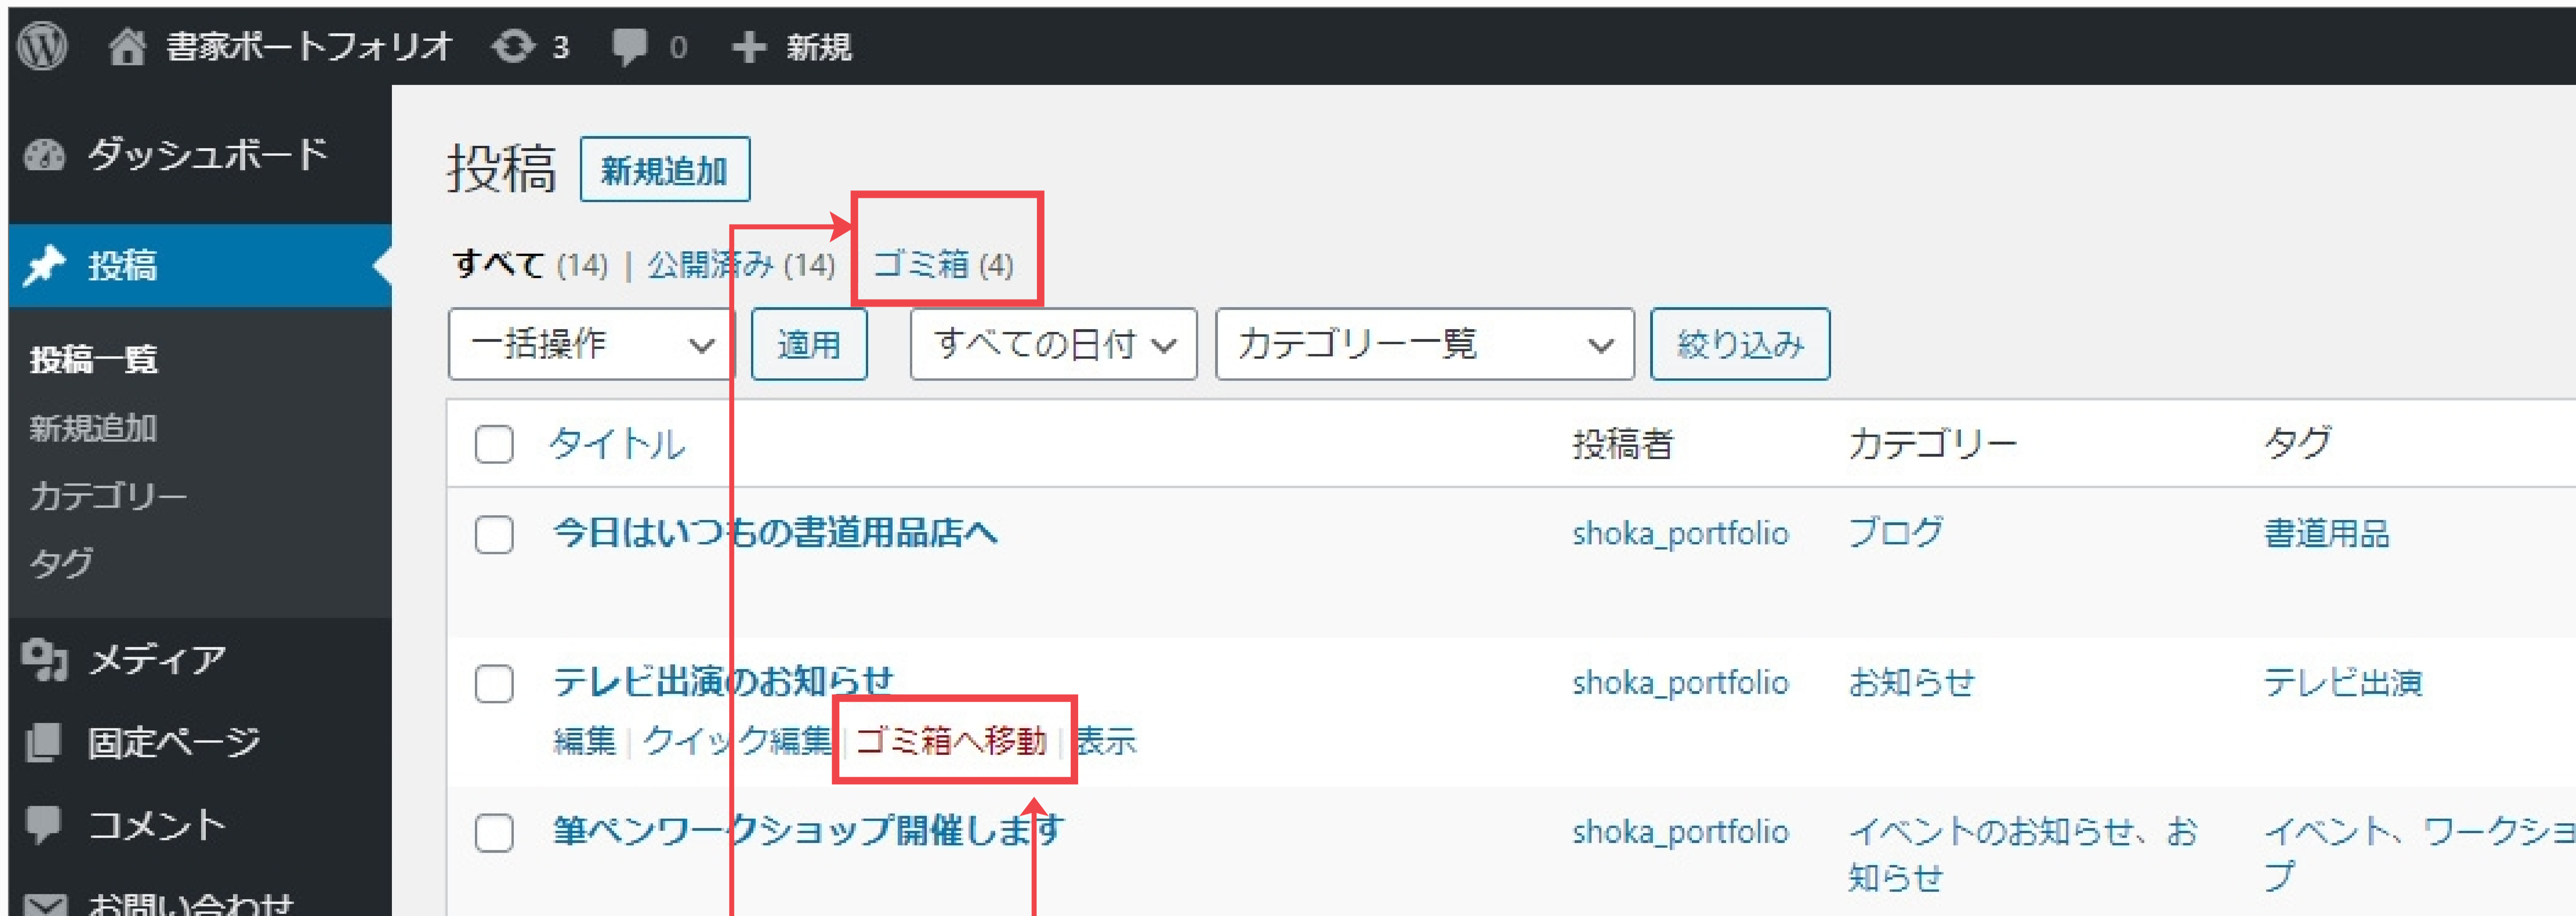 書家ポートフォリオ 3 0 新規
ダッシュボード
投稿
投稿一覧
新規追加
カテゴリー
タグ
メディア
固定ページ
コメント
お問い合わせ
投稿 新規追加
すべて (14) | 公開済み (14) ゴミ箱 (4)
一括操作 適用 すべての日付 カテゴリー一覧 絞り込み
タイトル 投稿者 カテゴリー タグ
今日はいつもの書道用品店へ shoka_portfolio ブログ 書道用品
テレビ出演のお知らせ shoka_portfolio お知らせ テレビ出演
編集 | クイック編集 | ゴミ箱へ移動 | 表示
筆ペンワークショップ開催します shoka_portfolio イベントのお知らせ、お イベント、ワークショ
知らせ プ